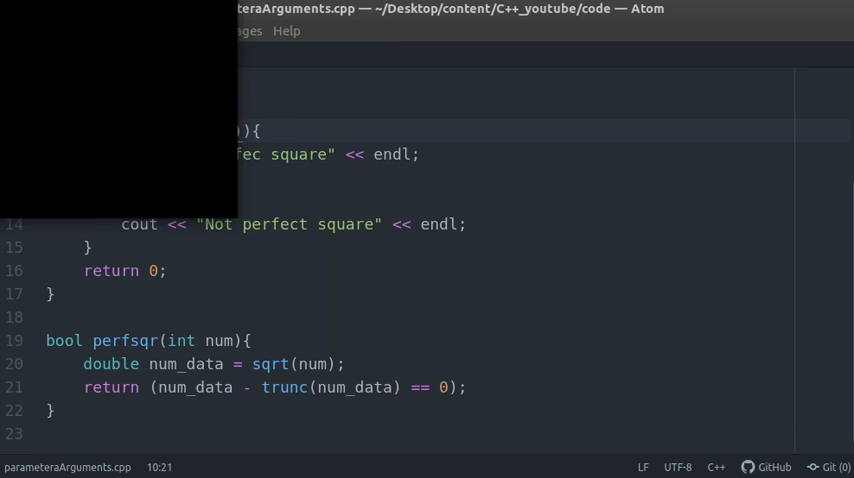 teraArguments.cpp — ~/Desktop/content/C++_youtube/code — Atom
ages Help
)){
fec square" << endl;
14 cout << "Not perfect square" << endl;
15 }
16 return 0;
17 }
18
19 bool perfsqr(int num){
20 double num_data = sqrt(num);
21 return (num_data - trunc(num_data) == 0);
22 }
23
parameteraArguments.cpp 10:21 LF UTF-8 C++ GitHub Git (0)